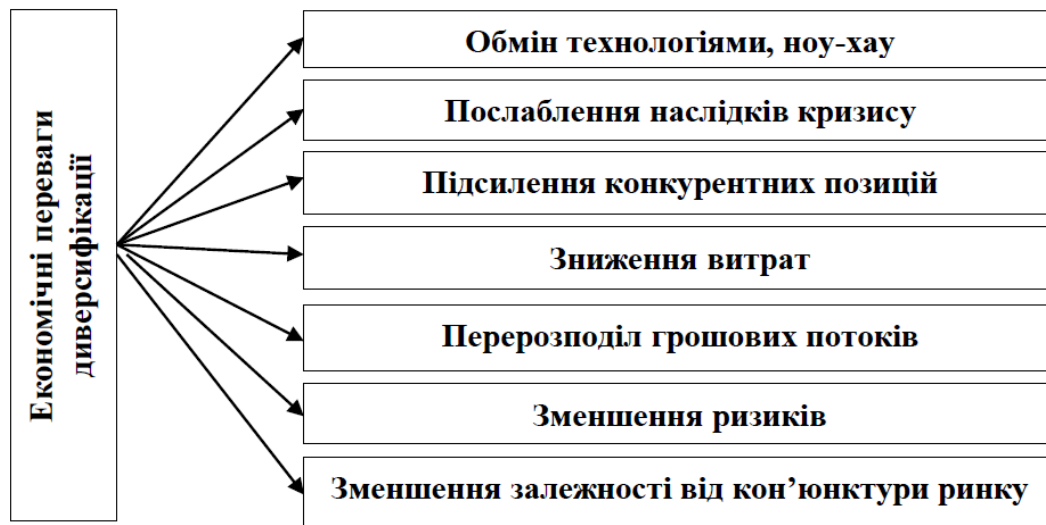 Економічні переваги
диверсифікації
Обмін технологіями, ноу-хау
Послаблення наслідків кризису
Підсилення конкурентних позицій
Зниження витрат
Перерозподіл грошових потоків
Зменшення ризиків
Зменшення залежності від кон’юнктури ринку